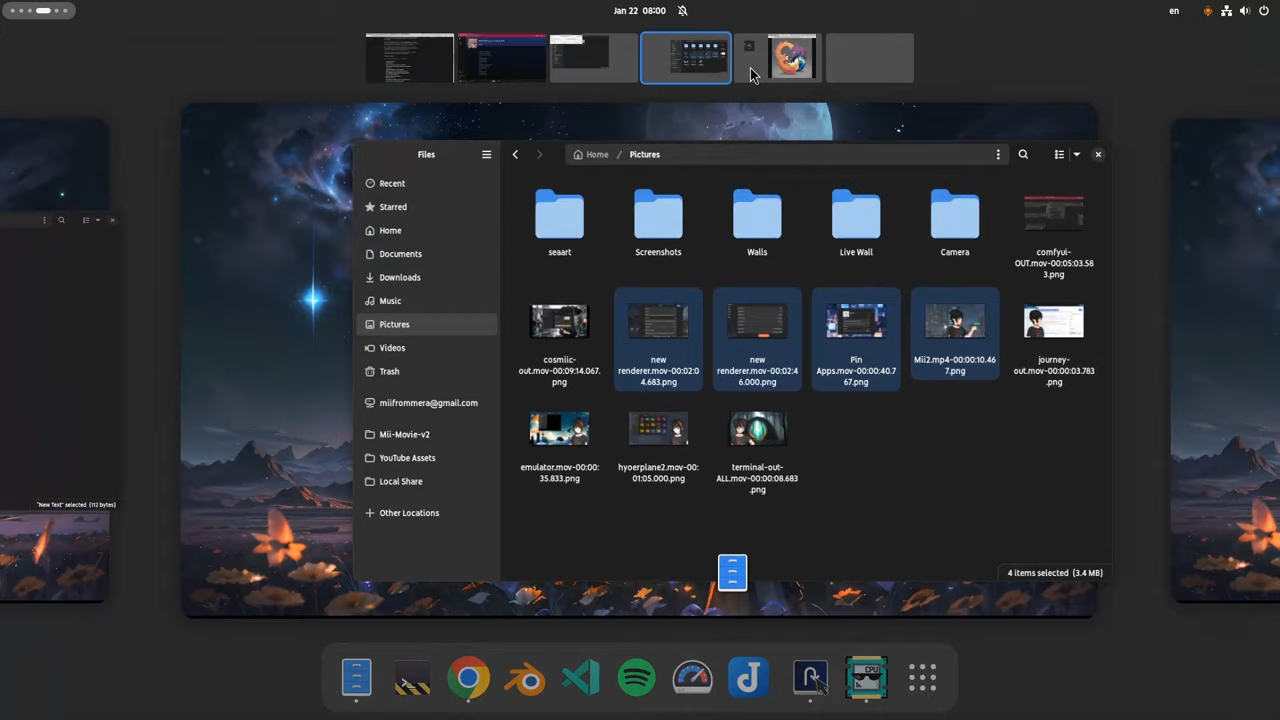 Jan 22 08:00
en
Files
Home / Pictures
Recent
Starred
Home
Documents
Downloads
Music
Pictures
Videos
Trash
miifrommera@gmail.com
Mii-Movie-v2
YouTube Assets
Local Share
Other Locations
seaart
Screenshots
Walls
Live Wall
Camera
comfyui-
OUT.mov-00:05:03.58
3.png
cosmiic-
out.mov-00:09:14.067.
png
new
renderer.mov-00:02:0
4.683.png
new
renderer.mov-00:02:4
6.000.png
Pin
Apps.mov-00:00:40.7
67.png
Mii2.mp4-00:00:10.46
7.png
journey-
out.mov-00:00:03.783
.png
emulator.mov-00:00:
35.833.png
hyoerplane2.mov-00:
01:05.000.png
terminal-out-
ALL.mov-00:00:08.683
.png
4 items selected (3.4 MB)
"New Text" selected (112 bytes)
CPU